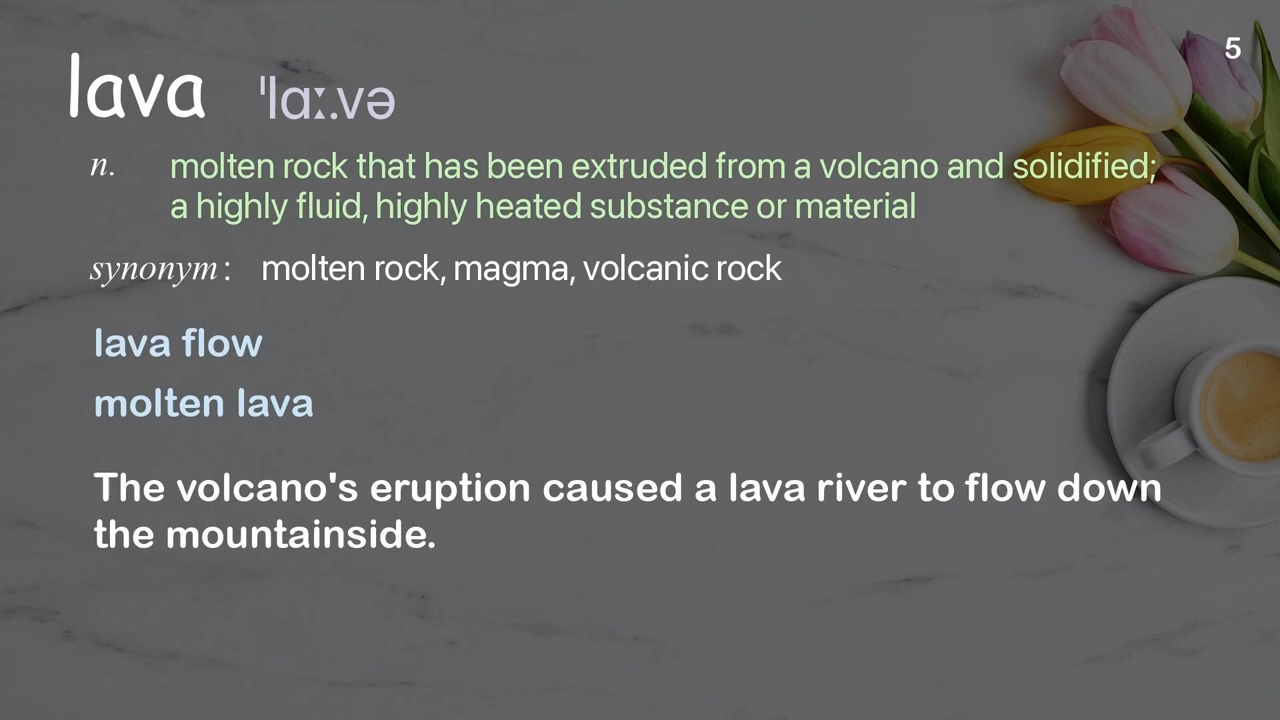 5
lava ˈlɑː.və
n. molten rock that has been extruded from a volcano and solidified;
a highly fluid, highly heated substance or material
synonym : molten rock, magma, volcanic rock
lava flow
molten lava
The volcano's eruption caused a lava river to flow down
the mountainside.